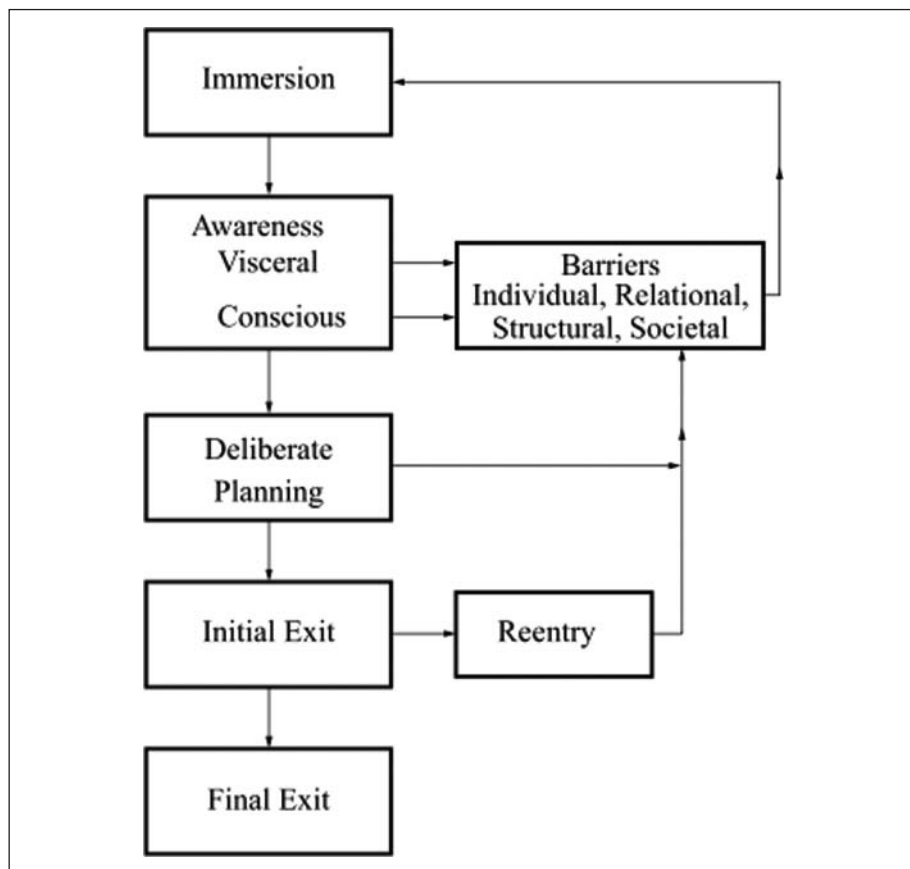 Immersion
Awareness
Visceral
Conscious
Barriers
Individual, Relational,
Structural, Societal
Deliberate
Planning
Initial Exit
Reentry
Final Exit